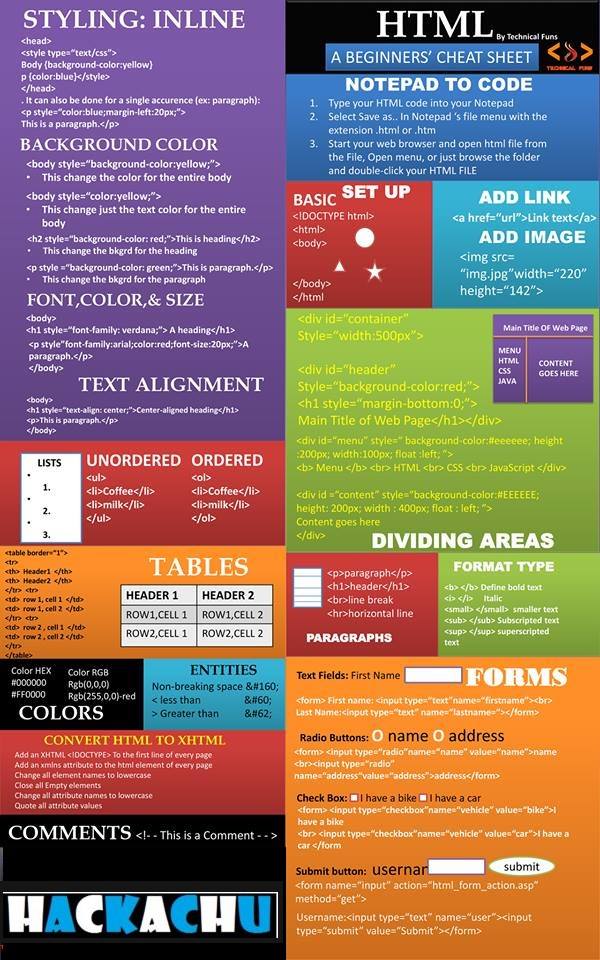 STYLING: INLINE
<head>
<style type="text/css">
Body {background-color:yellow}
p {color:blue}</style>
</head>
. It can also be done for a single accurence (ex: paragraph):
<p style="color:blue;margin-left:20px;">
This is a paragraph.</p>
BACKGROUND COLOR
<body style="background-color:yellow;">
• This change the color for the entire body
<body style="color:yellow;">
• This change just the text color for the entire
body
<h2 style="background-color: red;">This is heading</h2>
• This change the bkgrd for the heading
<p style ="background-color: green;">This is paragraph.</p>
• This change the bkgrd for the paragraph
FONT,COLOR,& SIZE
<body>
<h1 style="font-family: verdana;"> A heading</h1>
<p style"font-family:arial;color:red;font-size:20px;">A
paragraph.</p>
</body>
TEXT ALIGNMENT
<body>
<h1 style="text-align: center;">Center-aligned heading</h1>
<p>This is paragraph.</p>
</body>
LISTS
•
1.
•
2.
•
3.
UNORDERED
<ul>
<li>Coffee</li>
<li>milk</li>
</ul>
ORDERED
<ol>
<li>Coffee</li>
<li>milk</li>
</ol>
<table border="1">
<tr>
<th> Header1 </th>
<th> Header2 </th>
</tr> <tr>
<td> row 1, cell 1 </td>
<td> row 1, cell 2 </td>
</tr> <tr>
<td> row 2 , cell 1 </td>
<td> row 2 , cell 2 </td>
</tr>
</table>
TABLES
HEADER 1 HEADER 2
ROW1,CELL 1 ROW1,CELL 2
ROW2,CELL 1 ROW2,CELL 2
Color HEX
#000000
#FF0000
Color RGB
Rgb(0,0,0)
Rgb(255,0,0)-red
COLORS
ENTITIES
Non-breaking space &#160;
< less than &#60;
> Greater than &#62;
CONVERT HTML TO XHTML
Add an XHTML <!DOCTYPE> To the first line of every page
Add an xmlns attribute to the html element of every page
Change all element names to lowercase
Close all Empty elements
Change all attribute names to lowercase
Quote all attribute values
COMMENTS <!- - This is a Comment - - >
HACKACHU
HTML By Technical Funs
A BEGINNERS' CHEAT SHEET
TECHNICAL FUNS
NOTEPAD TO CODE
1. Type your HTML code into your Notepad
2. Select Save as.. In Notepad 's file menu with the
extension .html or .htm
3. Start your web browser and open html file from
the File, Open menu, or just browse the folder
and double-click your HTML FILE
BASIC SET UP
<!DOCTYPE html>
<html>
<body>
</body>
</html
ADD LINK
<a href="url">Link text</a>
ADD IMAGE
<img src=
"img.jpg"width="220"
height="142">
<div id="container"
Style="width:500px">
<div id="header"
Style="background-color:red;">
<h1 style="margin-bottom:0;">
Main Title of Web Page</h1></div>
Main Title OF Web Page
MENU
HTML
CSS
JAVA
CONTENT
GOES HERE
<div id="menu" style=" background-color:#eeeeee; height
:200px; width:100px; float :left; ">
<b> Menu </b> <br> HTML <br> CSS <br> JavaScript </div>
<div id ="content" style="background-color:#EEEEEE;
height: 200px; width : 400px; float : left; ">
Content goes here
</div>
DIVIDING AREAS
<p>paragraph</p>
<h1>header</h1>
<br>line break
<hr>horizontal line
PARAGRAPHS
FORMAT TYPE
<b> </b> Define bold text
<i> </i> Italic
<small> </small> smaller text
<sub> </sub> Subscripted text
<sup> </sup> superscripted
text
Text Fields: First Name
FORMS
<form> First name: <input type="text"name="firstname"><br>
Last Name:<input type="text" name="lastname="></form>
Radio Buttons: O name O address
<form> <input type="radio"name="name" value="name">name
<br><input type="radio"
name="address"value="address">address</form>
Check Box: I have a bike I have a car
<form> <input type="checkbox"name="vehicle" value="bike">I
have a bike
<br> <input type="checkbox"name="vehicle" value="car">I have a
car </form
Submit button: usernar submit
<form name="input" action="html_form_action.asp"
method="get">
Username:<input type="text" name="user"><input
type="submit" value="Submit"></form>